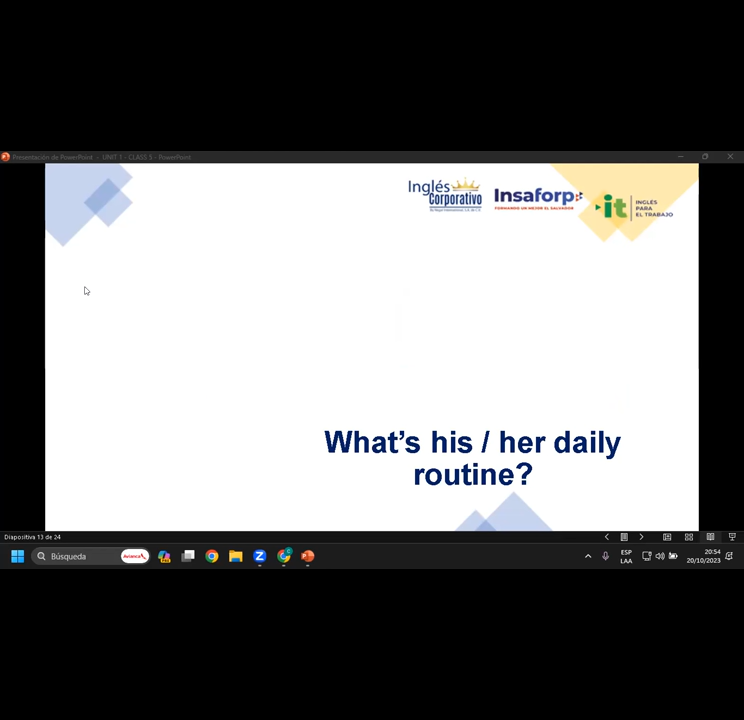 Presentación de PowerPoint - UNIT 1 - CLASS 5 - PowerPoint
Inglés
Corporativo
Insaforp
FORMANDO UN MEJOR EL SALVADOR
it
INGLÉS
PARA
EL TRABAJO
What's his / her daily
routine?
Diapositiva 13 de 24
Búsqueda
Avianca
ESP
LAA
20:54
20/10/2023